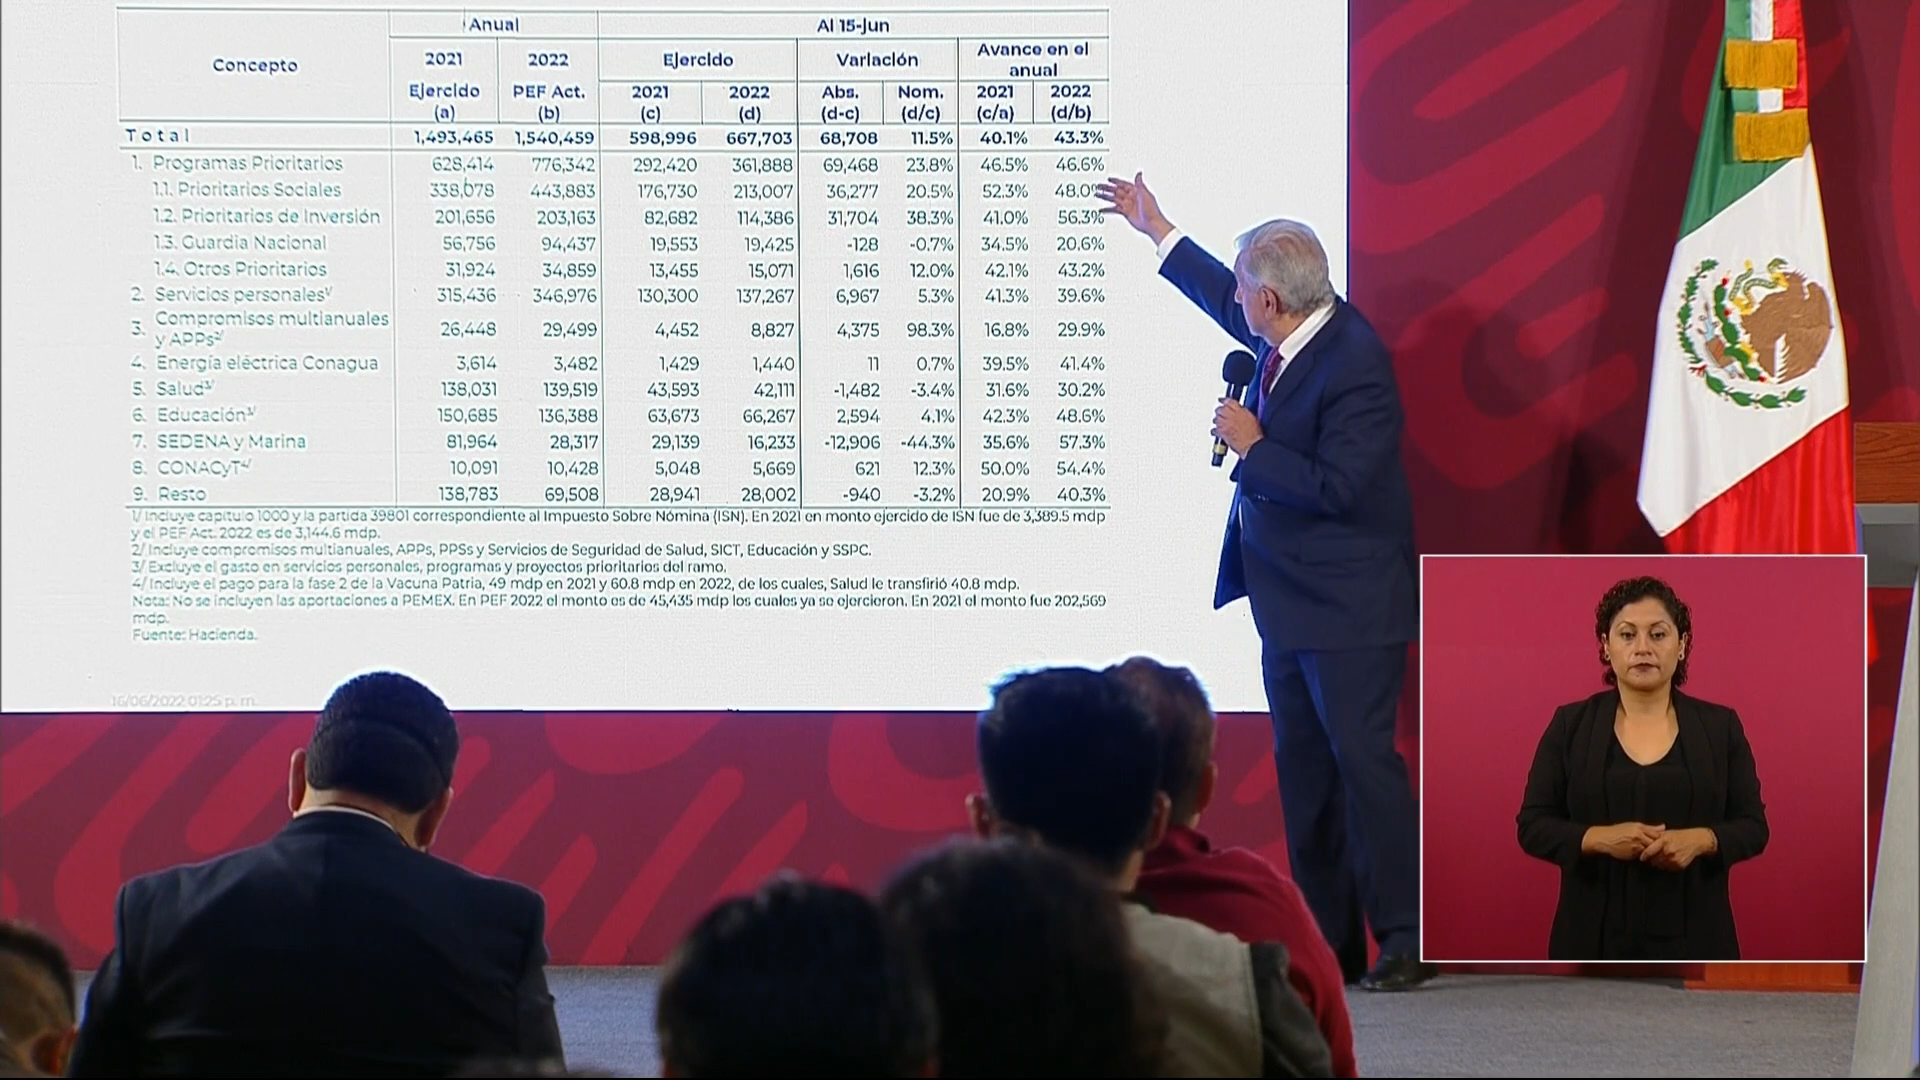 Concepto Anual Al 15-Jun
2021 2022 Ejercido Variación Avance en el anual
Ejercido (a) PEF Act. (b) 2021 (c) 2022 (d) Abs. (d-c) Nom. (d/c) 2021 (c/a) 2022 (d/b)
Total 1,493,465 1,540,459 598,996 667,703 68,708 11.5% 40.1% 43.3%
1. Programas Prioritarios 628,414 776,342 292,420 361,888 69,468 23.8% 46.5% 46.6%
1.1. Prioritarios Sociales 338,078 443,883 176,730 213,007 36,277 20.5% 52.3% 48.0%
1.2. Prioritarios de Inversión 201,656 203,163 82,682 114,386 31,704 38.3% 41.0% 56.3%
1.3. Guardia Nacional 56,756 94,437 19,553 19,425 -128 -0.7% 34.5% 20.6%
1.4. Otros Prioritarios 31,924 34,859 13,455 15,071 1,616 12.0% 42.1% 43.2%
2. Servicios personales1/ 315,436 346,976 130,300 137,267 6,967 5.3% 41.3% 39.6%
3. Compromisos multianuales y APPs2/ 26,448 29,499 4,452 8,827 4,375 98.3% 16.8% 29.9%
4. Energía eléctrica Conagua 3,614 3,482 1,429 1,440 11 0.7% 39.5% 41.4%
5. Salud3/ 138,031 139,519 43,593 42,111 -1,482 -3.4% 31.6% 30.2%
6. Educación3/ 150,685 136,388 63,673 66,267 2,594 4.1% 42.3% 48.6%
7. SEDENA y Marina 81,964 28,317 29,139 16,233 -12,906 -44.3% 35.6% 57.3%
8. CONACyT4/ 10,091 10,428 5,048 5,669 621 12.3% 50.0% 54.4%
9. Resto 138,783 69,508 28,941 28,002 -940 -3.2% 20.9% 40.3%
1/ Incluye capítulo 1000 y la partida 39801 correspondiente al Impuesto Sobre Nómina (ISN). En 2021 en monto ejercido de ISN fue de 3,389.5 mdp
y el PEF Act. 2022 es de 3,144.6 mdp.
2/ Incluye compromisos multianuales, APPs, PPSs y Servicios de Seguridad de Salud, SICT, Educación y SSPC.
3/ Excluye el gasto en servicios personales, programas y proyectos prioritarios del ramo.
4/ Incluye el pago para la fase 2 de la Vacuna Patria, 49 mdp en 2021 y 60.8 mdp en 2022, de los cuales, Salud le transfirió 40.8 mdp.
Nota: No se incluyen las aportaciones a PEMEX. En PEF 2022 el monto es de 45,435 mdp los cuales ya se ejercieron. En 2021 el monto fue 202,569
mdp.
Fuente: Hacienda.
16/06/2022 01:25 p. m.